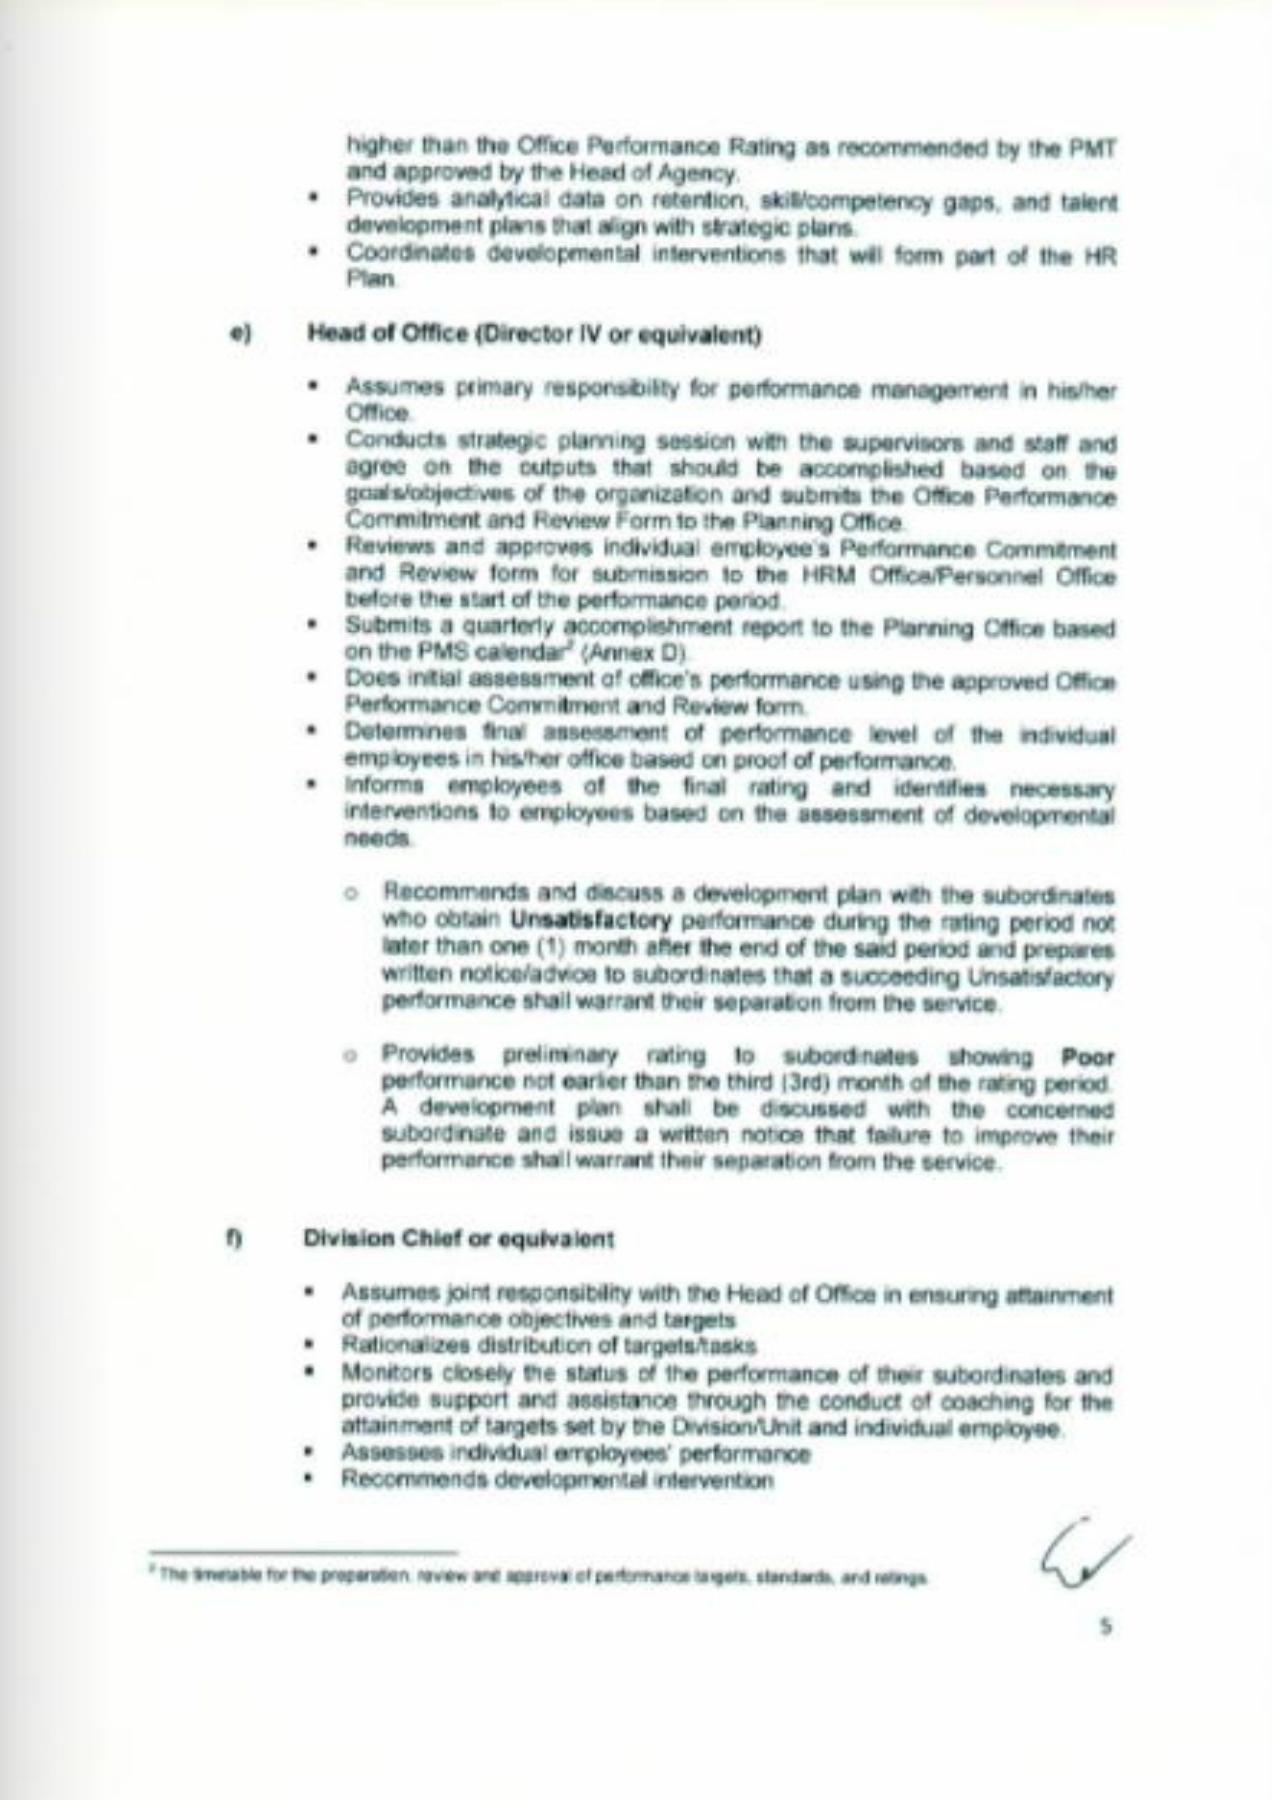 higher than the Office Performance Rating as recommended by the PMT
and approved by the Head of Agency.
▪ Provides analytical data on retention, skill/competency gaps, and talent
development plans that align with strategic plans.
▪ Coordinates developmental interventions that will form part of the HR
Plan.
e) Head of Office (Director IV or equivalent)
▪ Assumes primary responsibility for performance management in his/her
Office.
▪ Conducts strategic planning session with the supervisors and staff and
agree on the outputs that should be accomplished based on the
goals/objectives of the organization and submits the Office Performance
Commitment and Review Form to the Planning Office.
▪ Reviews and approves individual employee's Performance Commitment
and Review form for submission to the HRM Office/Personnel Office
before the start of the performance period.
▪ Submits a quarterly accomplishment report to the Planning Office based
on the PMS calendar² (Annex D).
▪ Does initial assessment of office's performance using the approved Office
Performance Commitment and Review form.
▪ Determines final assessment of performance level of the individual
employees in his/her office based on proof of performance.
▪ Informs employees of the final rating and identifies necessary
interventions to employees based on the assessment of developmental
needs.
o Recommends and discuss a development plan with the subordinates
who obtain Unsatisfactory performance during the rating period not
later than one (1) month after the end of the said period and prepares
written notice/advice to subordinates that a succeeding Unsatisfactory
performance shall warrant their separation from the service.
o Provides preliminary rating to subordinates showing Poor
performance not earlier than the third (3rd) month of the rating period.
A development plan shall be discussed with the concerned
subordinate and issue a written notice that failure to improve their
performance shall warrant their separation from the service.
f) Division Chief or equivalent
▪ Assumes joint responsibility with the Head of Office in ensuring attainment
of performance objectives and targets
▪ Rationalizes distribution of targets/tasks
▪ Monitors closely the status of the performance of their subordinates and
provide support and assistance through the conduct of coaching for the
attainment of targets set by the Division/Unit and individual employee.
▪ Assesses individual employees' performance
▪ Recommends developmental intervention
² The timetable for the preparation, review and approval of performance targets, standards, and ratings.
5